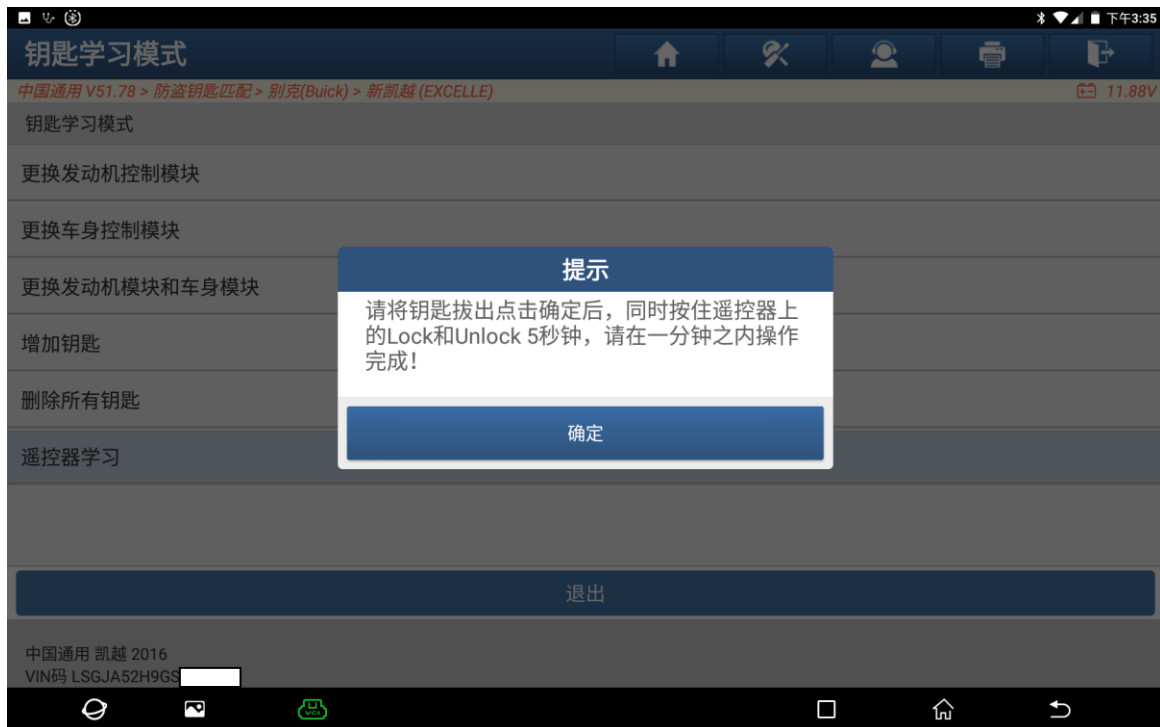 下午3:35
钥匙学习模式
中国通用 V51.78 > 防盗钥匙匹配 > 别克(Buick) > 新凯越 (EXCELLE)
11.88V
钥匙学习模式
更换发动机控制模块
更换车身控制模块
更换发动机模块和车身模块
增加钥匙
删除所有钥匙
遥控器学习
提示
请将钥匙拔出点击确定后，同时按住遥控器上
的Lock和Unlock 5秒钟，请在一分钟之内操作
完成！
确定
退出
中国通用 凯越 2016
VIN码 LSGJA52H9GS
VCI